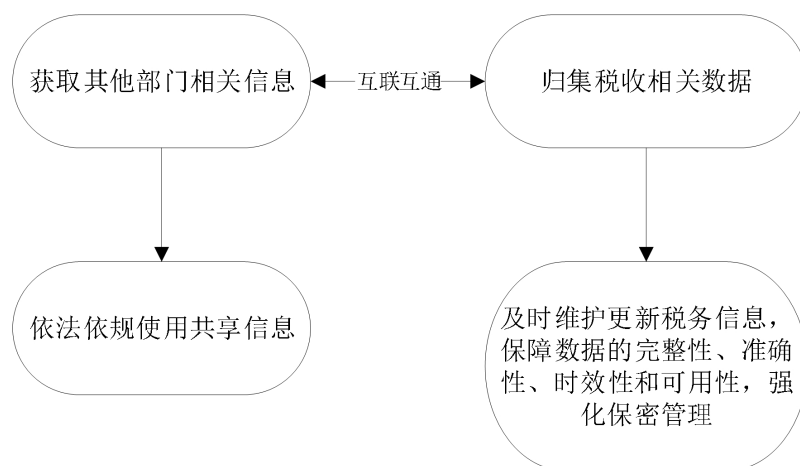 获取其他部门相关信息
互联互通
归集税收相关数据
依法依规使用共享信息
及时维护更新税务信息，
保障数据的完整性、准确
性、时效性和可用性，强
化保密管理